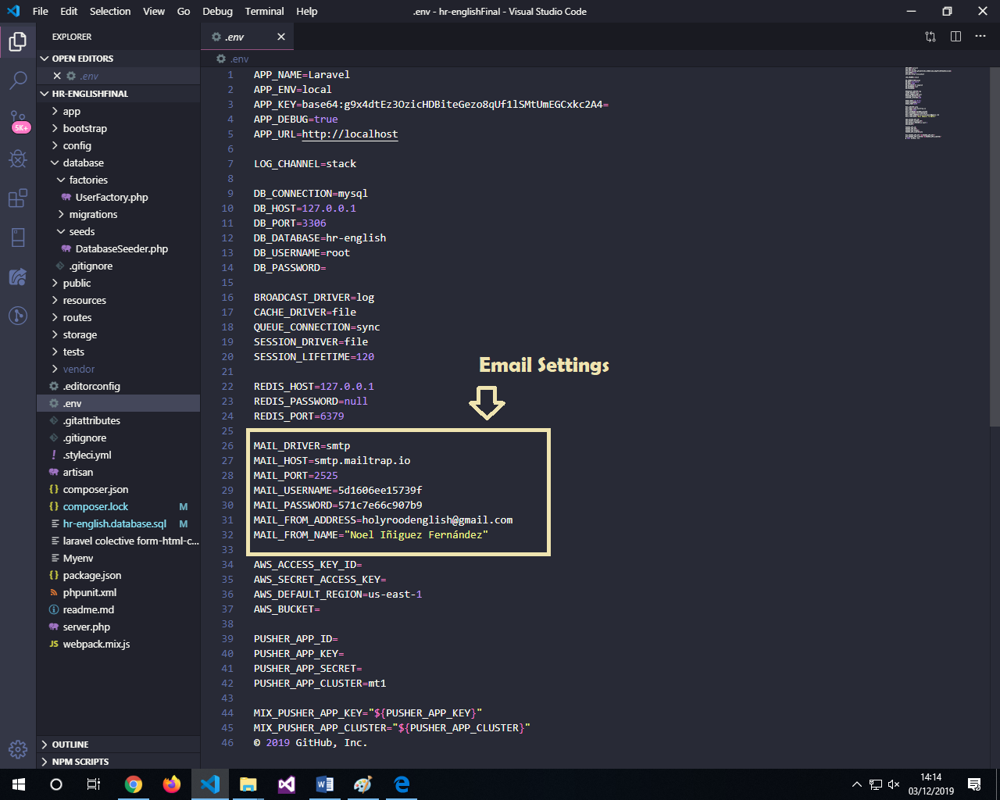 File Edit Selection View Go Debug Terminal Help
.env - hr-englishFinal - Visual Studio Code
EXPLORER
.env
OPEN EDITORS
.env
.env
HR-ENGLISHFINAL
app
bootstrap
5K+
config
database
factories
UserFactory.php
migrations
seeds
DatabaseSeeder.php
.gitignore
public
resources
routes
storage
tests
vendor
.editorconfig
.env
.gitattributes
.gitignore
.styleci.yml
artisan
composer.json
composer.lock M
hr-english.database.sql M
laravel colective form-html-c...
Myenv
package.json
phpunit.xml
readme.md
server.php
JS webpack.mix.js
OUTLINE
NPM SCRIPTS
1 APP_NAME=Laravel
2 APP_ENV=local
3 APP_KEY=base64:g9x4dtEz3OzicHDBiteGezo8qUf1lSMtUmEGCxkc2A4=
4 APP_DEBUG=true
5 APP_URL=http://localhost
6
7 LOG_CHANNEL=stack
8
9 DB_CONNECTION=mysql
10 DB_HOST=127.0.0.1
11 DB_PORT=3306
12 DB_DATABASE=hr-english
13 DB_USERNAME=root
14 DB_PASSWORD=
15
16 BROADCAST_DRIVER=log
17 CACHE_DRIVER=file
18 QUEUE_CONNECTION=sync
19 SESSION_DRIVER=file
20 SESSION_LIFETIME=120
21
Email Settings
22 REDIS_HOST=127.0.0.1
23 REDIS_PASSWORD=null
24 REDIS_PORT=6379
25
26 MAIL_DRIVER=smtp
27 MAIL_HOST=smtp.mailtrap.io
28 MAIL_PORT=2525
29 MAIL_USERNAME=5d1606ee15739f
30 MAIL_PASSWORD=571c7e66c907b9
31 MAIL_FROM_ADDRESS=holyroodenglish@gmail.com
32 MAIL_FROM_NAME="Noel Iñiguez Fernández"
33
34 AWS_ACCESS_KEY_ID=
35 AWS_SECRET_ACCESS_KEY=
36 AWS_DEFAULT_REGION=us-east-1
37 AWS_BUCKET=
38
39 PUSHER_APP_ID=
40 PUSHER_APP_KEY=
41 PUSHER_APP_SECRET=
42 PUSHER_APP_CLUSTER=mt1
43
44 MIX_PUSHER_APP_KEY="${PUSHER_APP_KEY}"
45 MIX_PUSHER_APP_CLUSTER="${PUSHER_APP_CLUSTER}"
46 © 2019 GitHub, Inc.
14:14
03/12/2019